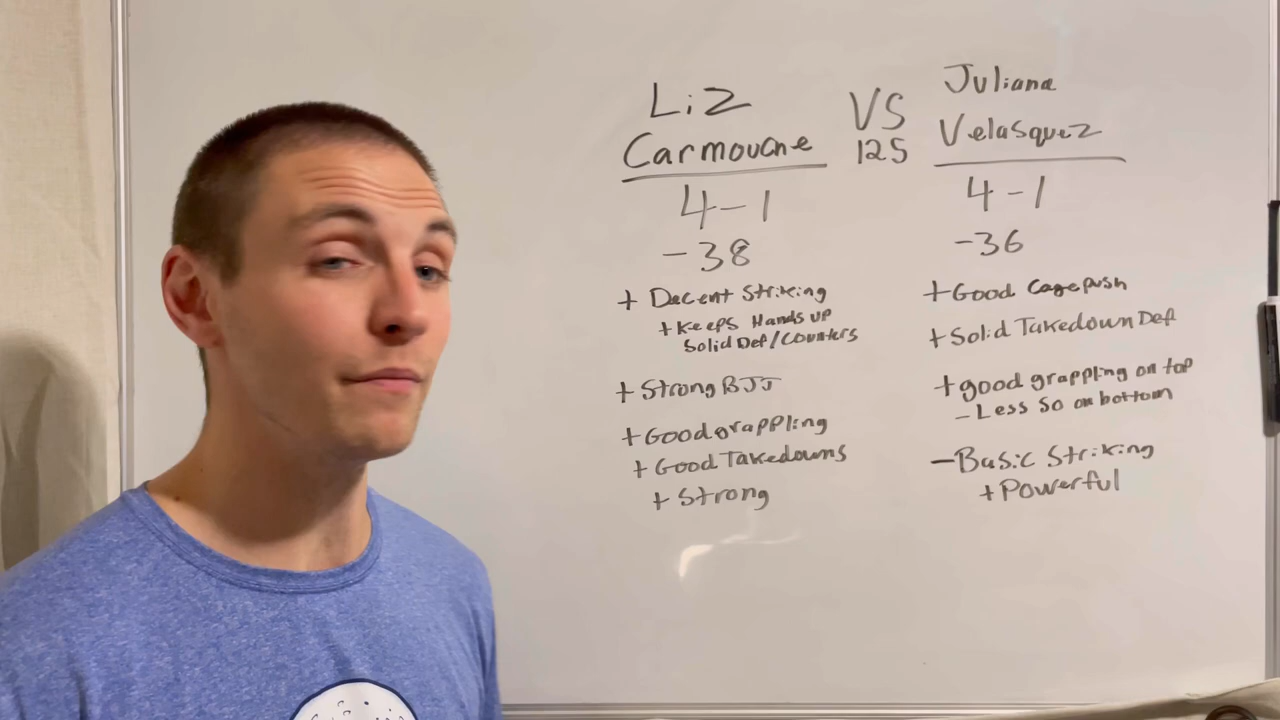 Liz
Carmouche
4-1
-38
+ Decent Striking
+ Keeps Hands up
Solid Def/Counters
+ Strong BJJ
+ Good grappling
+ Good Takedowns
+ Strong
VS
125
Juliana
Velasquez
4-1
-36
+ Good Cage push
+ Solid Takedown Def
+ good grappling on top
- Less so on bottom
- Basic Striking
+ Powerful